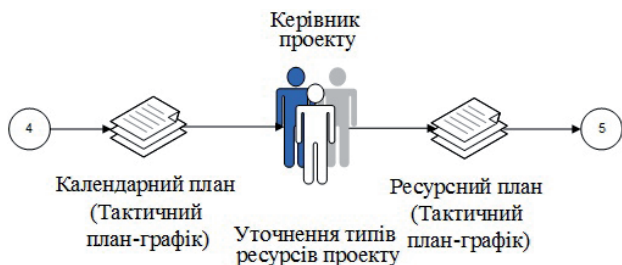 Керівник
проекту
4
5
Календарний план
(Тактичний
план-графік)
Уточнення типів
ресурсів проекту
Ресурсний план
(Тактичний
план-графік)